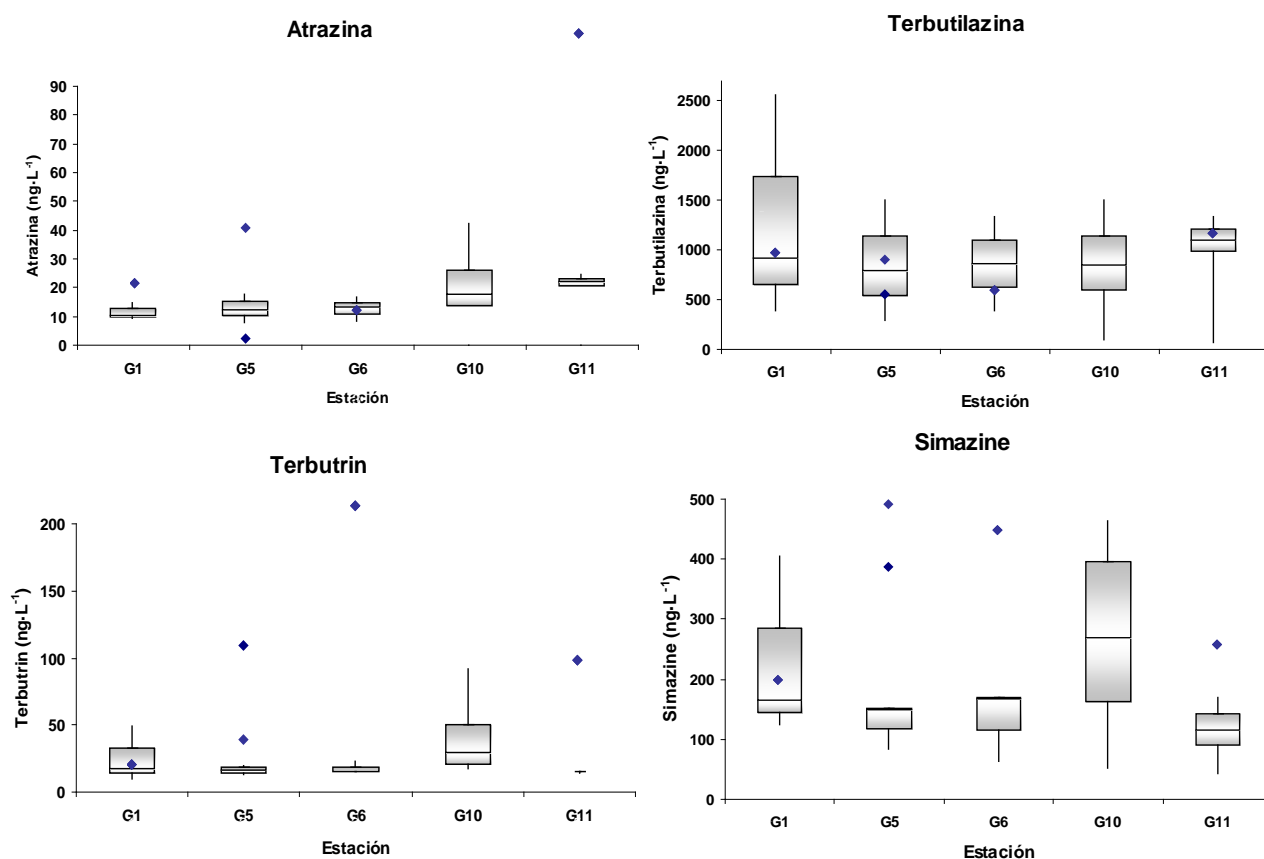 Atrazina
Atrazina (ng·L⁻¹)
90
80
70
60
50
40
30
20
10
0
G1 G5 G6 G10 G11
Estación
Terbutilazina
Terbutilazina (ng·L⁻¹)
2500
2000
1500
1000
500
0
G1 G5 G6 G10 G11
Estación
Terbutrin
Terbutrin (ng·L⁻¹)
200
150
100
50
0
G1 G5 G6 G10 G11
Estación
Simazine
Simazine (ng·L⁻¹)
500
400
300
200
100
0
G1 G5 G6 G10 G11
Estación